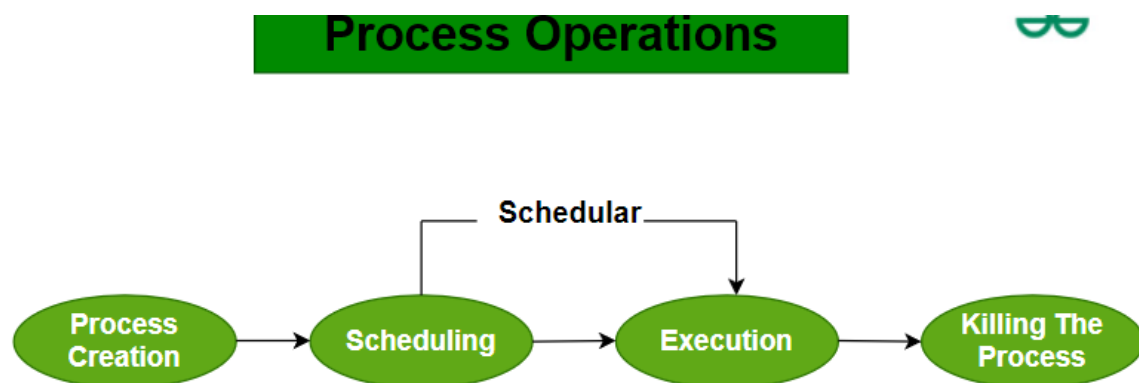 Process Operations
Schedular
Process
Creation
Scheduling
Execution
Killing The
Process